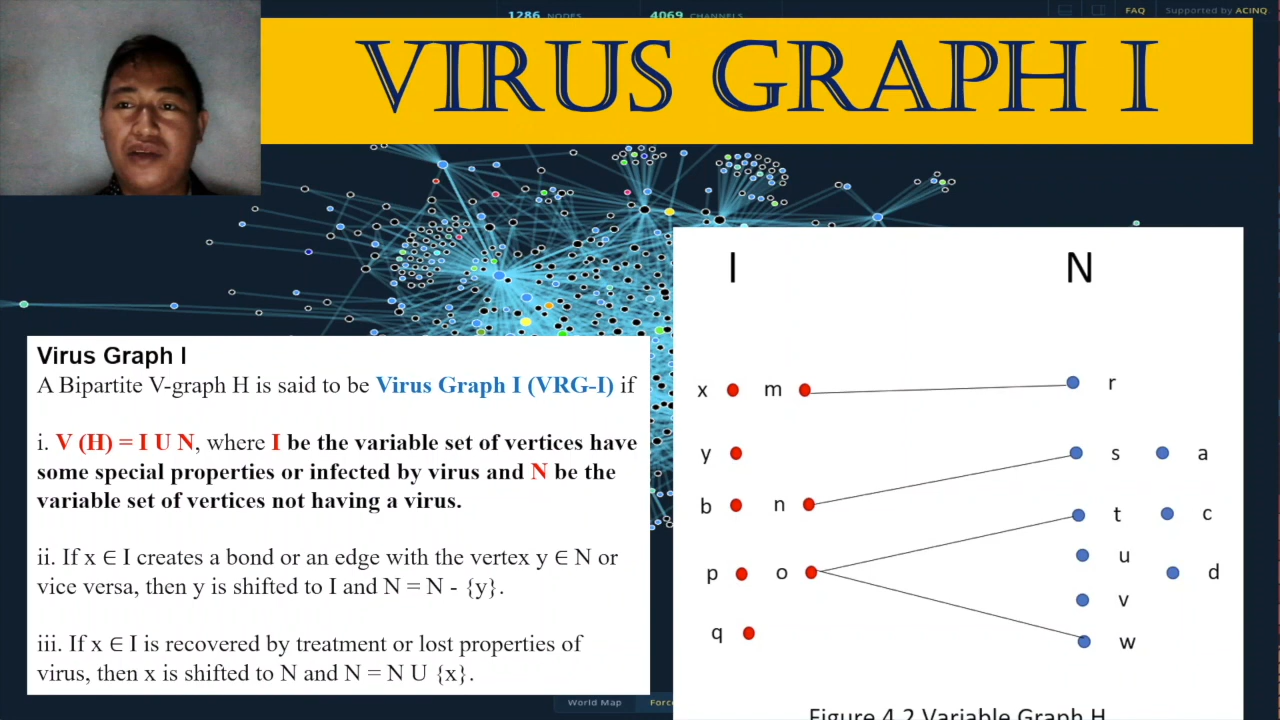 1286 NODES 4069 CHANNELS FAQ Supported by ACINQ
VIRUS GRAPH I
Virus Graph I
A Bipartite V-graph H is said to be Virus Graph I (VRG-I) if
i. V (H) = I U N, where I be the variable set of vertices have
some special properties or infected by virus and N be the
variable set of vertices not having a virus.
ii. If x ∈ I creates a bond or an edge with the vertex y ∈ N or
vice versa, then y is shifted to I and N = N - {y}.
iii. If x ∈ I is recovered by treatment or lost properties of
virus, then x is shifted to N and N = N U {x}.
I N
x m r
y s a
b n t c
u
p o d
v
q w
Figure 4.2 Variable Graph H
World Map